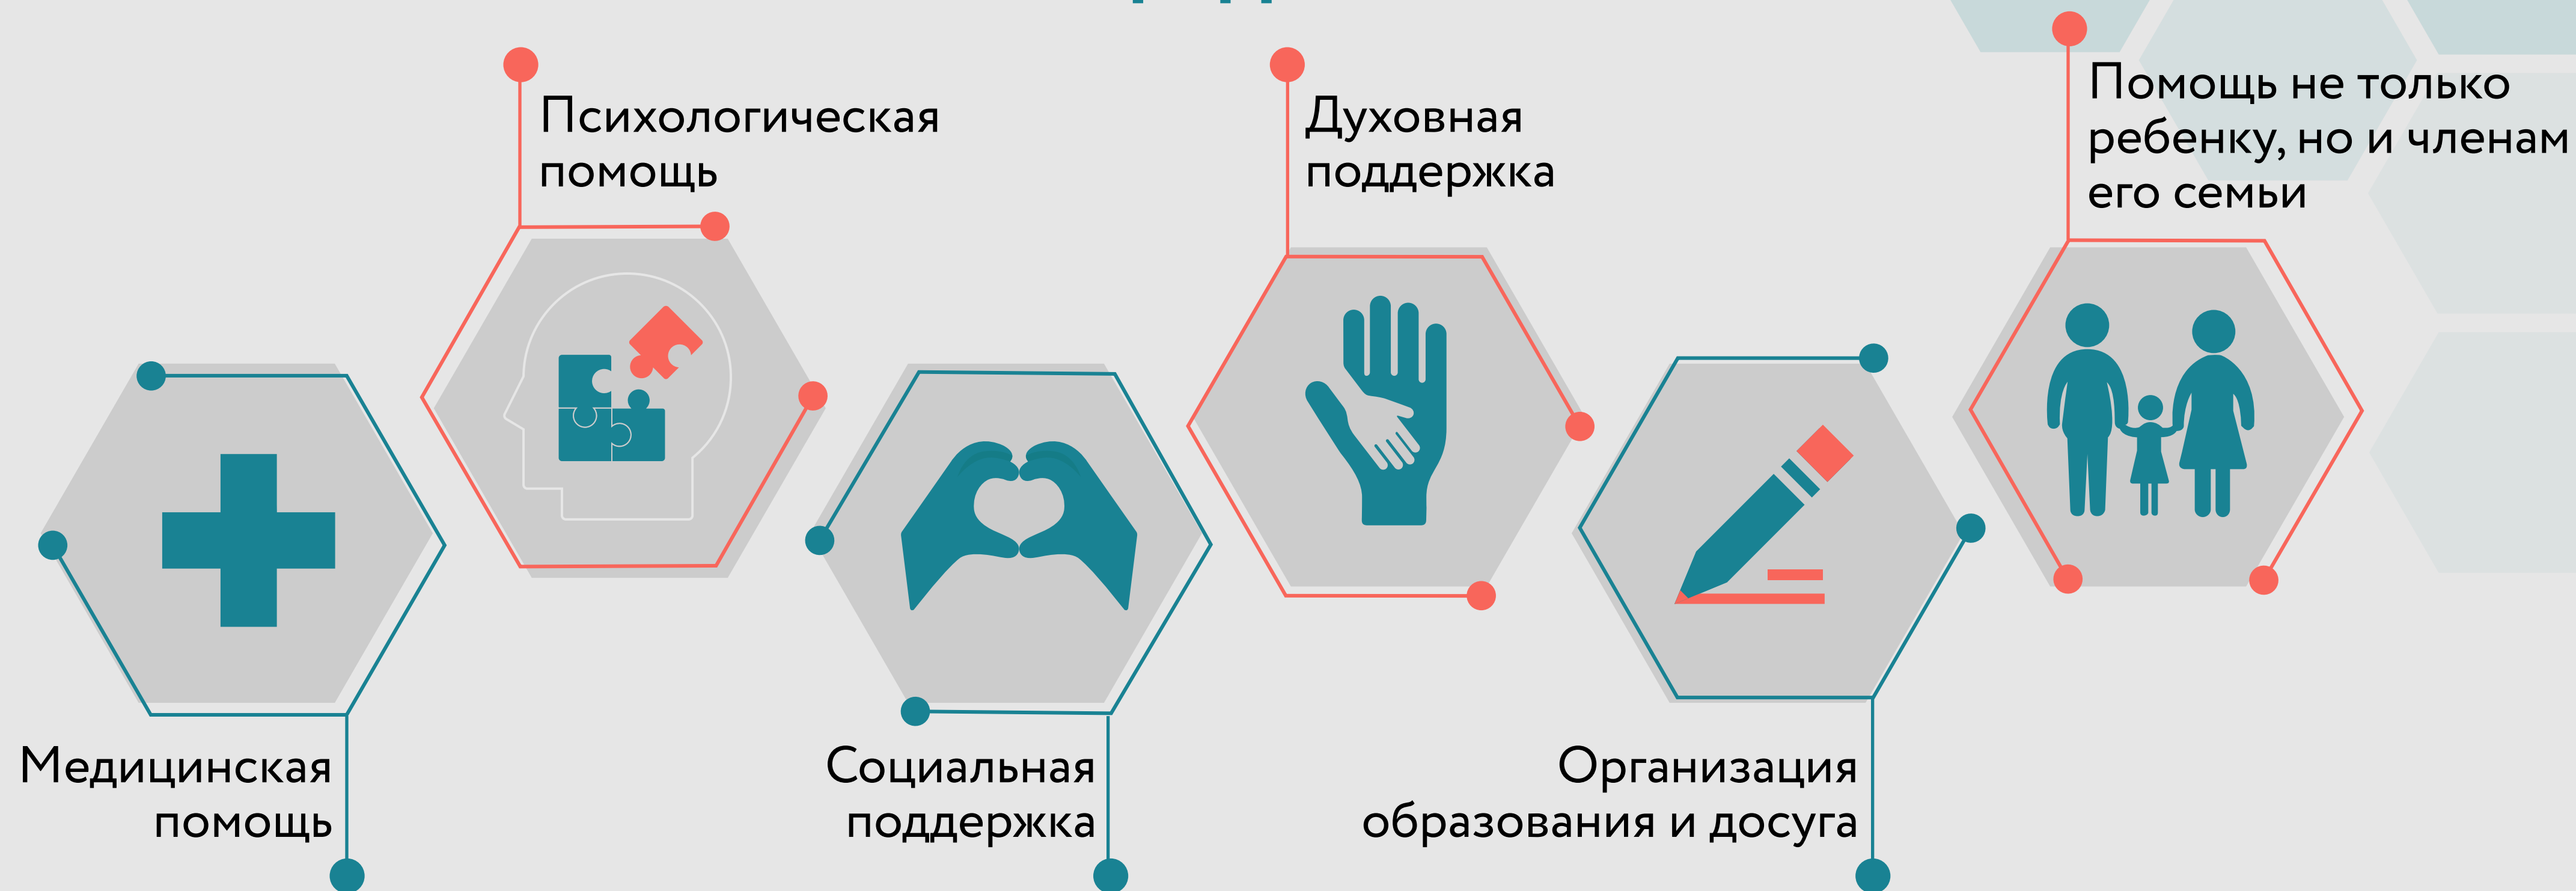 Психологическая
помощь
Духовная
поддержка
Помощь не только
ребенку, но и членам
его семьи
Медицинская
помощь
Социальная
поддержка
Организация
образования и досуга